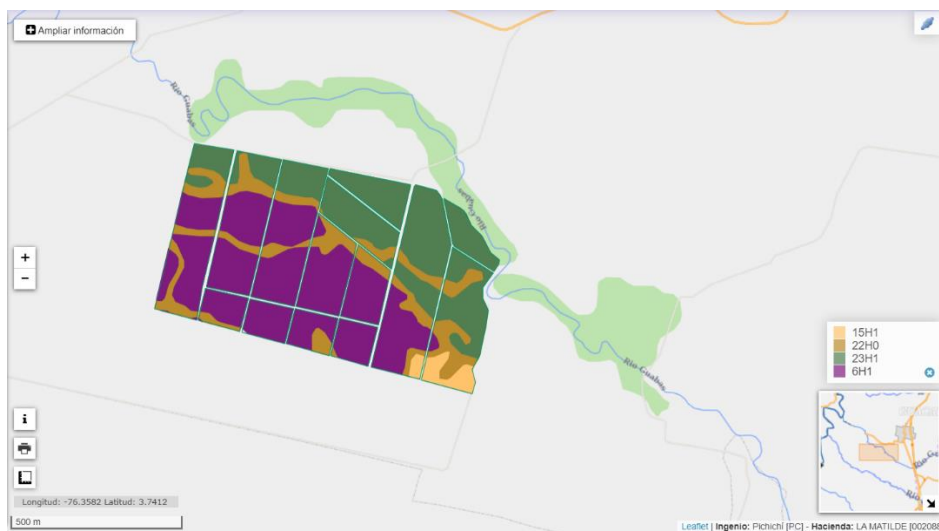 Ampliar información
Río Guabas
Río Guabas
Río Guabas
+
−
15H1
22H0
23H1
6H1
i
Longitud: -76.3582 Latitud: 3.7412
500 m
Leaflet | Ingenio: Pichichí [PC] - Hacienda: LA MATILDE [002086